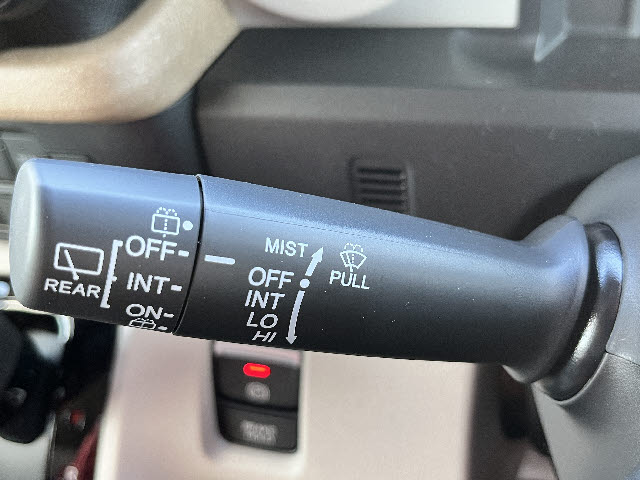 OFF
INT
ON
REAR
MIST
OFF
INT
LO
HI
PULL